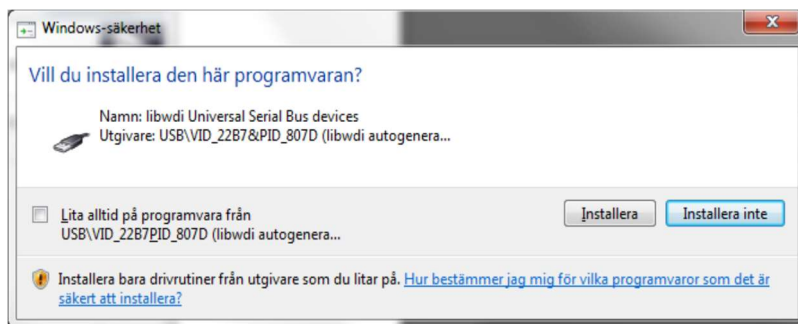 Windows-säkerhet
Vill du installera den här programvaran?
Namn: libwdi Universal Serial Bus devices
Utgivare: USB\VID_22B7&PID_807D (libwdi autogenera...
Lita alltid på programvara från
USB\VID_22B7PID_807D (libwdi autogenera...
Installera
Installera inte
Installera bara drivrutiner från utgivare som du litar på. Hur bestämmer jag mig för vilka programvaror som det är
säkert att installera?